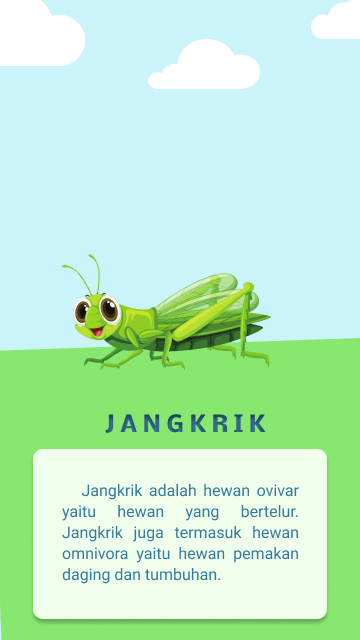 JANGKRIK
Jangkrik adalah hewan ovivar
yaitu hewan yang bertelur.
Jangkrik juga termasuk hewan
omnivora yaitu hewan pemakan
daging dan tumbuhan.